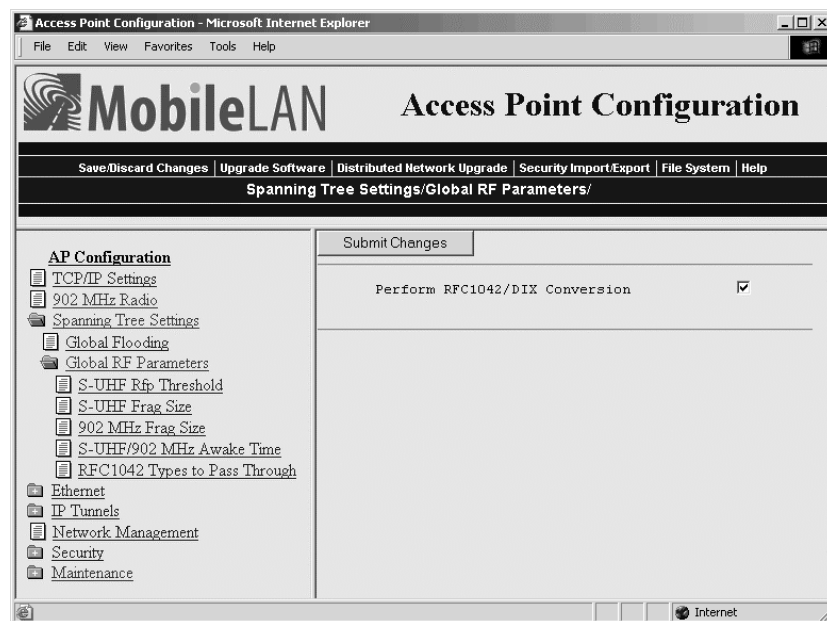 Access Point Configuration - Microsoft Internet Explorer
File Edit View Favorites Tools Help
MobileLAN
Access Point Configuration
Save/Discard Changes | Upgrade Software | Distributed Network Upgrade | Security Import/Export | File System | Help
Spanning Tree Settings/Global RF Parameters/
AP Configuration
TCP/IP Settings
902 MHz Radio
Spanning Tree Settings
Global Flooding
Global RF Parameters
S-UHF Rfp Threshold
S-UHF Frag Size
902 MHz Frag Size
S-UHF/902 MHz Awake Time
RFC1042 Types to Pass Through
Ethernet
IP Tunnels
Network Management
Security
Maintenance
Submit Changes
Perform RFC1042/DIX Conversion
Internet